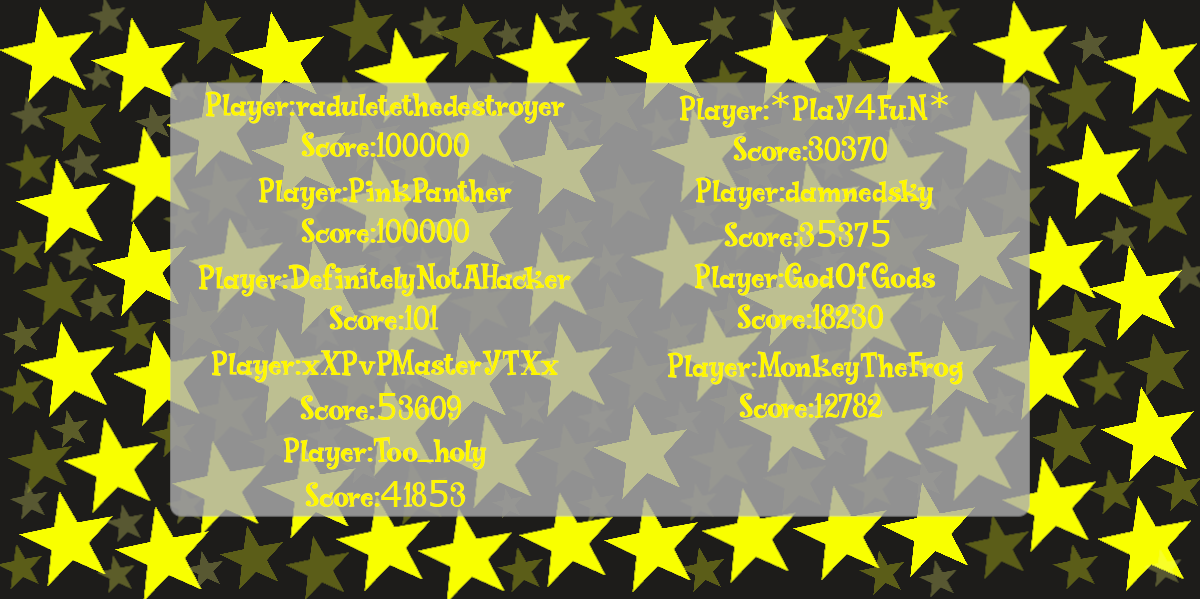 Player:raduletethedestroyer
Score:100000
Player:PinkPanther
Score:100000
Player:DefinitelyNotAHacker
Score:101
Player:xXPvPMasterYTXx
Score:53609
Player:Too_holy
Score:41853
Player:*PlaY4FuN*
Score:30370
Player:damnedsky
Score:35375
Player:GodOfGods
Score:18230
Player:MonkeyTheFrog
Score:12782